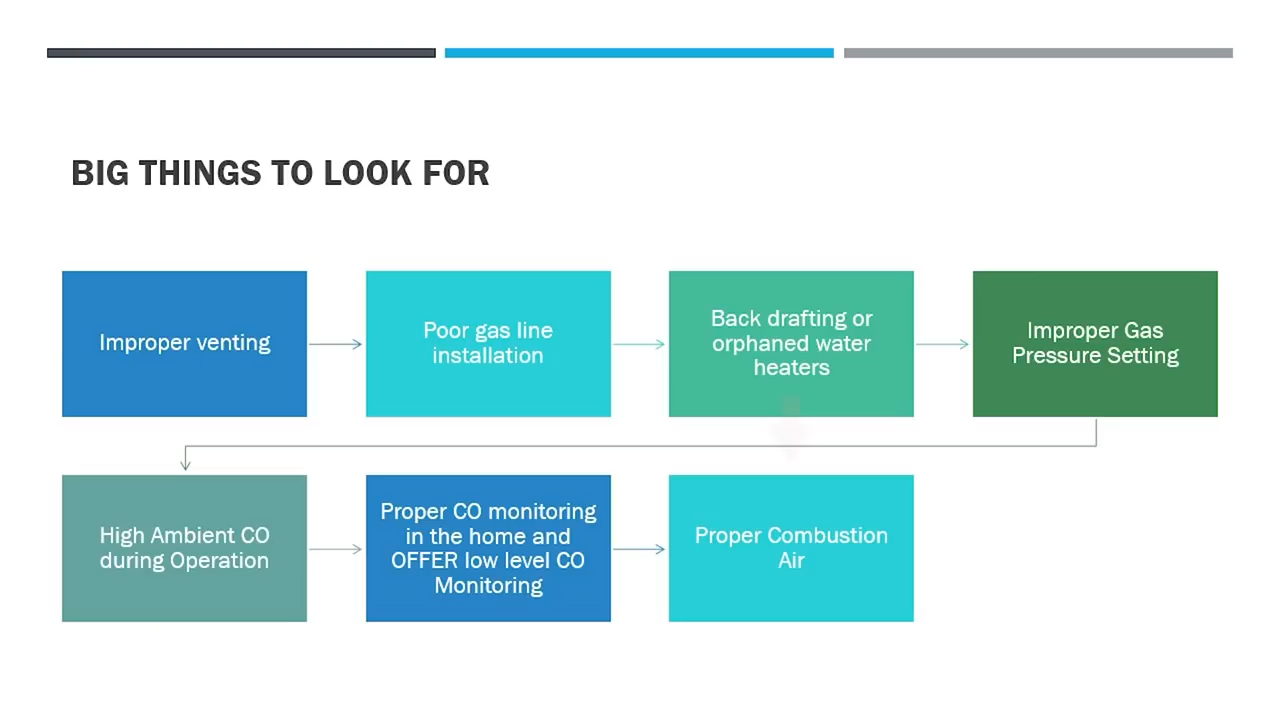 BIG THINGS TO LOOK FOR
Improper venting
Poor gas line
installation
Back drafting or
orphaned water
heaters
Improper Gas
Pressure Setting
High Ambient CO
during Operation
Proper CO monitoring
in the home and
OFFER low level CO
Monitoring
Proper Combustion
Air